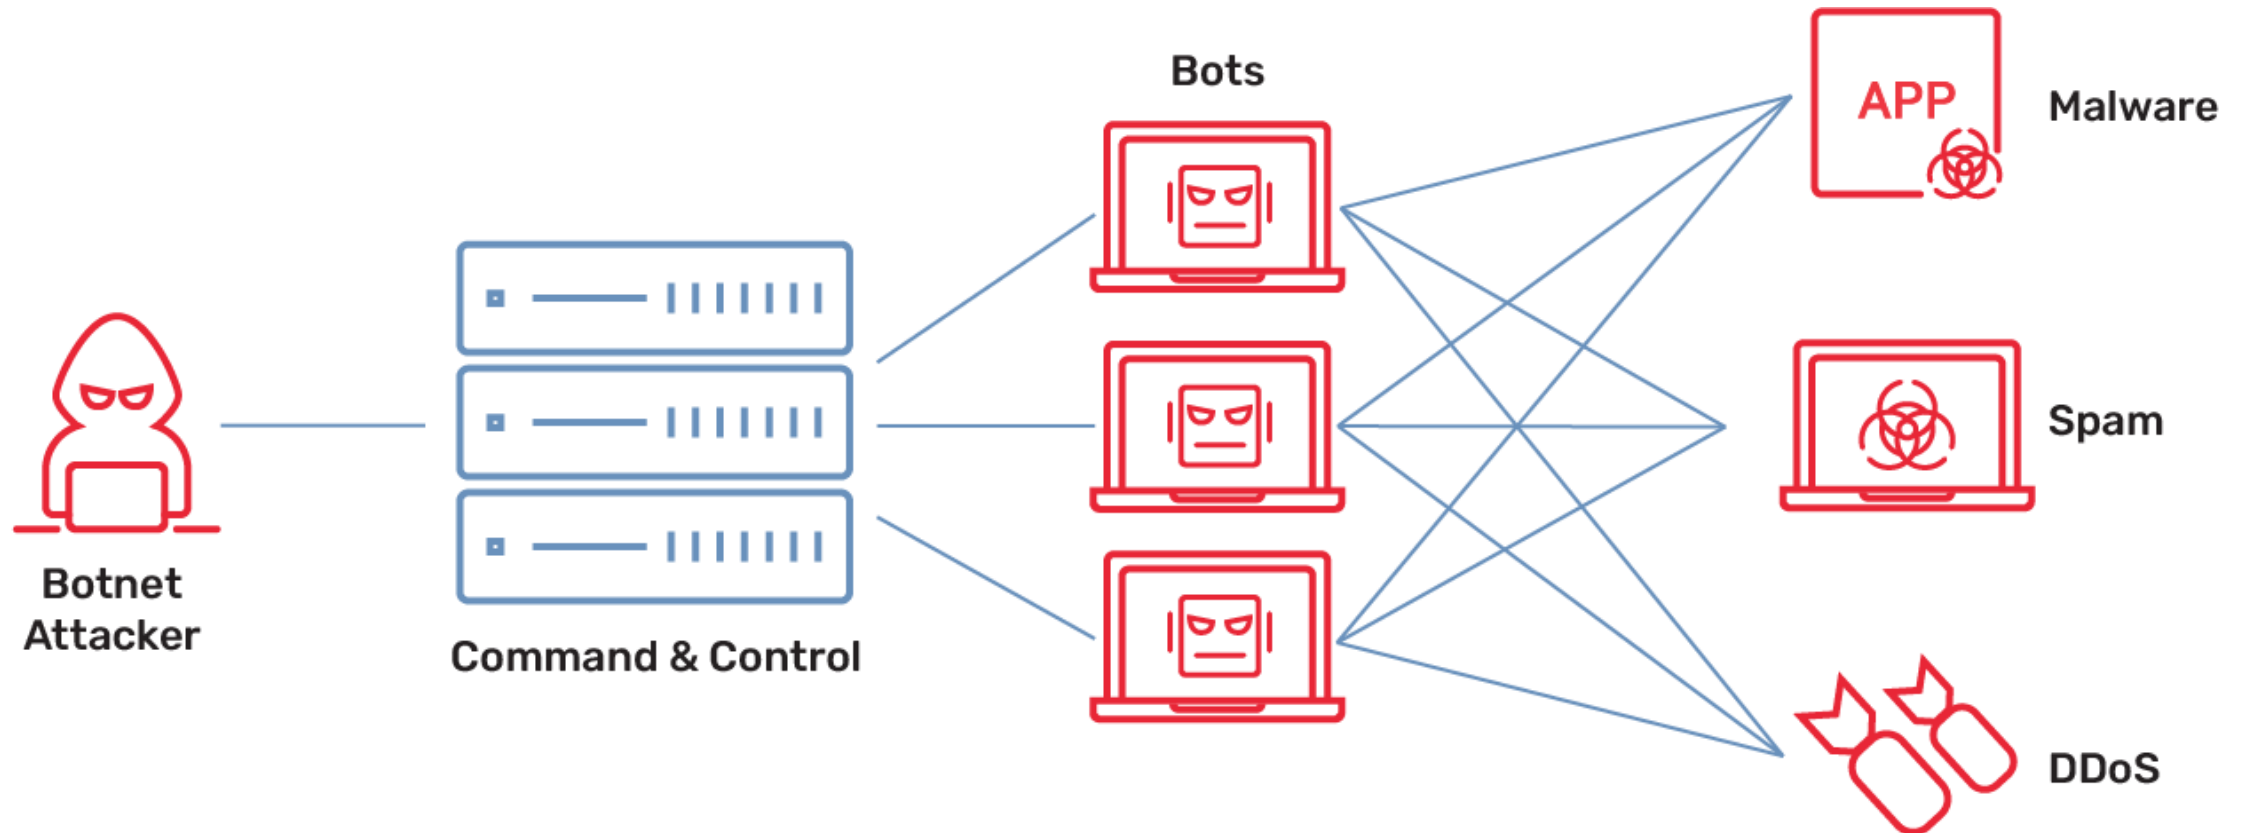 Botnet
Attacker
Command & Control
Bots
APP
Malware
Spam
DDoS